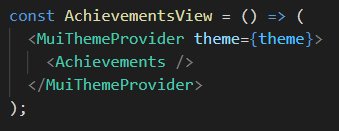 const AchievementsView = () => (
  <MuiThemeProvider theme={theme}>
    <Achievements />
  </MuiThemeProvider>
);